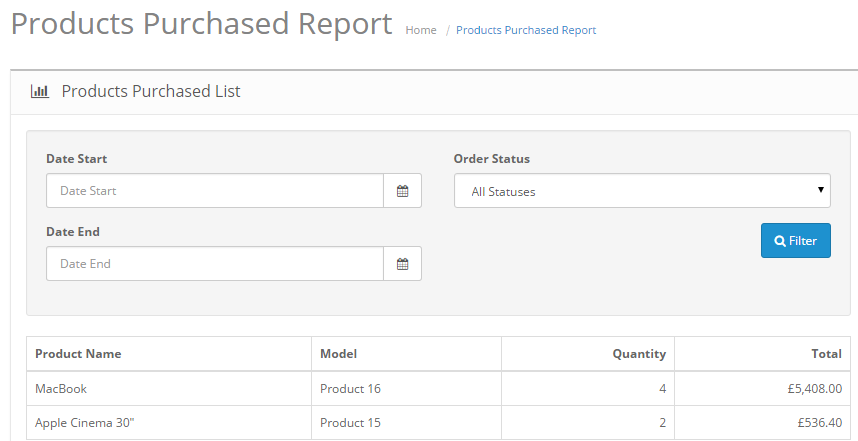 Products Purchased Report Home / Products Purchased Report
Products Purchased List
Date Start Order Status
Date Start All Statuses
Date End
Filter
Date End
Product Name Model Quantity Total
MacBook Product 16 4 £5,408.00
Apple Cinema 30" Product 15 2 £536.40